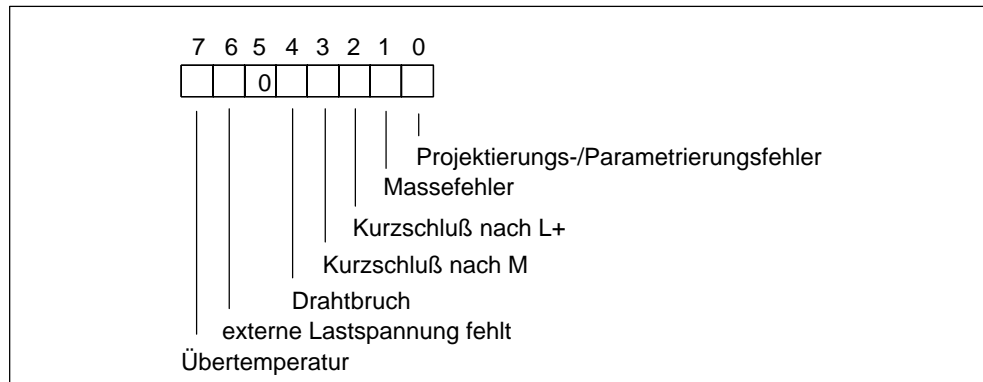 7 6 5 4 3 2 1 0
0
Projektierungs-/Parametrierungsfehler
Massefehler
Kurzschluß nach L+
Kurzschluß nach M
Drahtbruch
externe Lastspannung fehlt
Übertemperatur